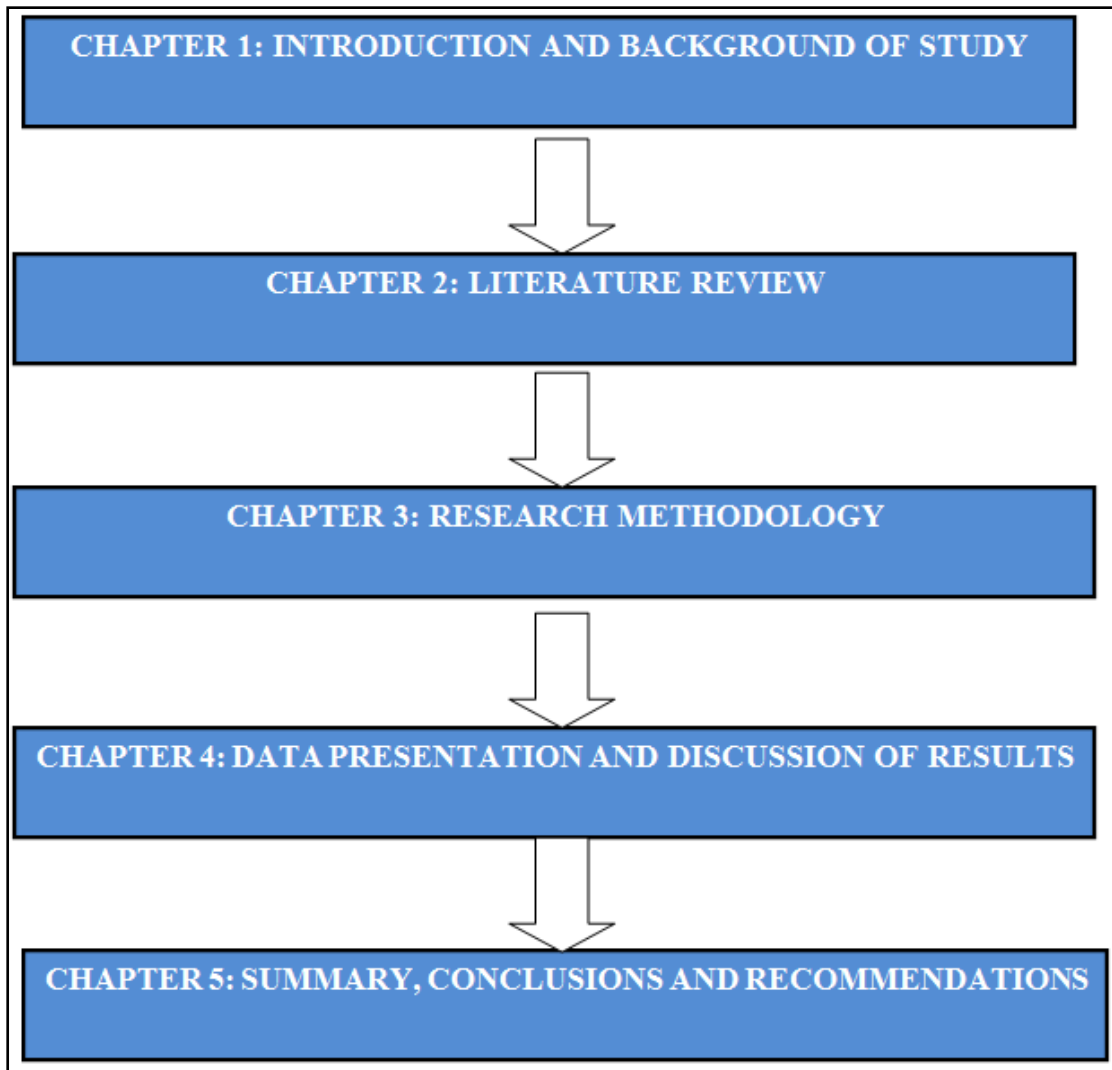 CHAPTER 1: INTRODUCTION AND BACKGROUND OF STUDY
CHAPTER 2: LITERATURE REVIEW
CHAPTER 3: RESEARCH METHODOLOGY
CHAPTER 4: DATA PRESENTATION AND DISCUSSION OF RESULTS
CHAPTER 5: SUMMARY, CONCLUSIONS AND RECOMMENDATIONS